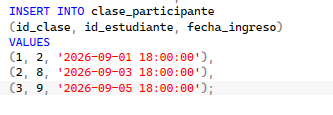 INSERT INTO clase_participante
(id_clase, id_estudiante, fecha_ingreso)
VALUES
(1, 2, '2026-09-01 18:00:00'),
(2, 8, '2026-09-03 18:00:00'),
(3, 9, '2026-09-05 18:00:00');